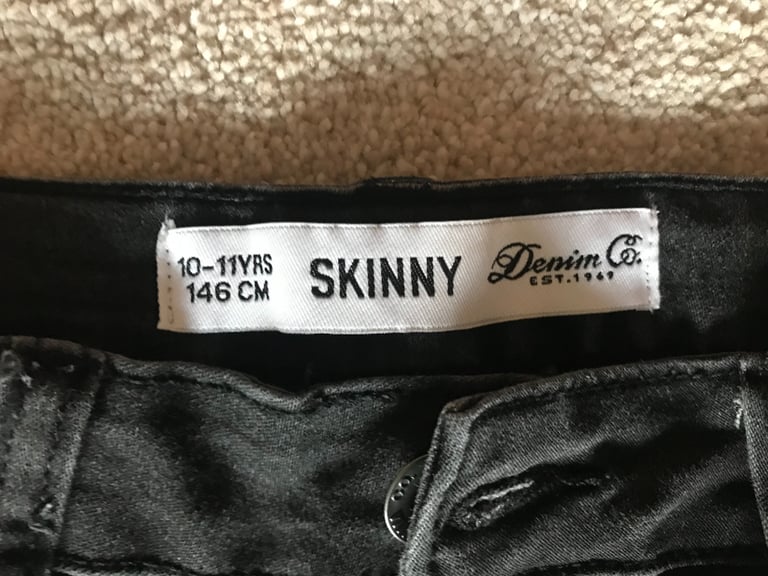 10-11YRS
146 CM
SKINNY
Denim Co.
EST.1969